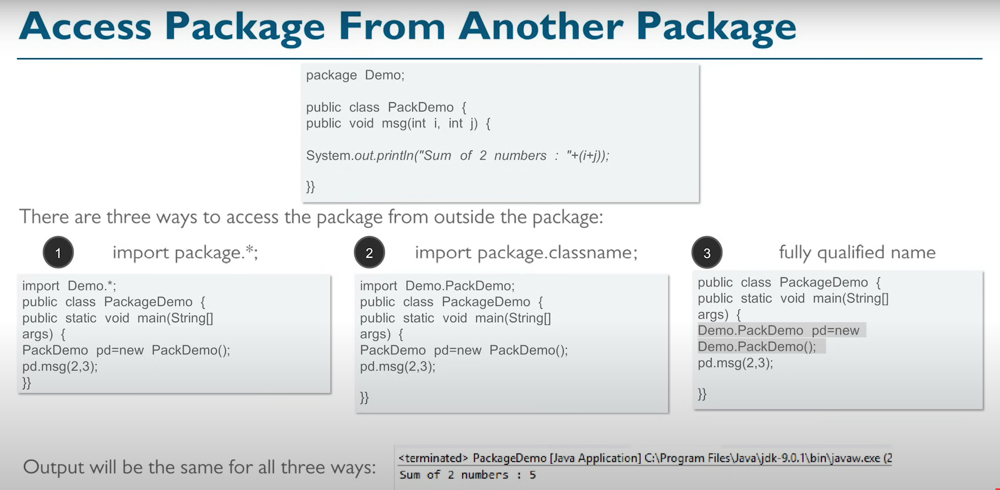 Access Package From Another Package
package Demo;
public class PackDemo {
public void msg(int i, int j) {
System.out.println("Sum of 2 numbers : "+(i+j));
}}
There are three ways to access the package from outside the package:
1 import package.*;
import Demo.*;
public class PackageDemo {
public static void main(String[]
args) {
PackDemo pd=new PackDemo();
pd.msg(2,3);
}}
2 import package.classname;
import Demo.PackDemo;
public class PackageDemo {
public static void main(String[]
args) {
PackDemo pd=new PackDemo();
pd.msg(2,3);
}}
3 fully qualified name
public class PackageDemo {
public static void main(String[]
args) {
Demo.PackDemo pd=new
Demo.PackDemo();
pd.msg(2,3);
}}
Output will be the same for all three ways:
<terminated> PackageDemo [Java Application] C:\Program Files\Java\jdk-9.0.1\bin\javaw.exe (2
Sum of 2 numbers : 5